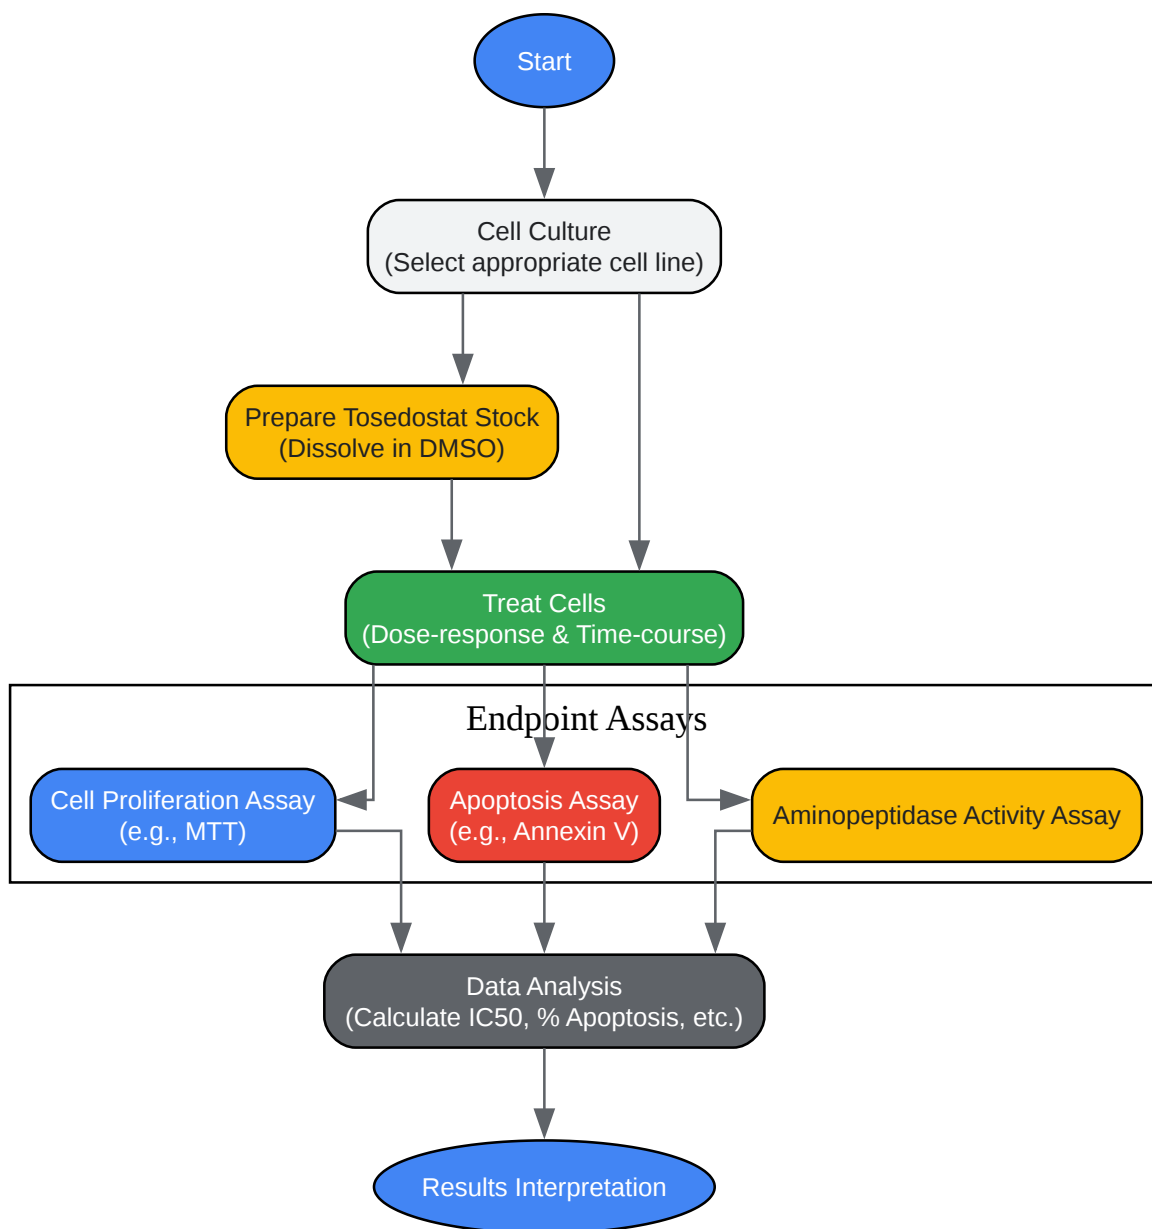 Start
Cell Culture
(Select appropriate cell line)
Prepare Tosedostat Stock
(Dissolve in DMSO)
Treat Cells
(Dose-response & Time-course)
Endpoint Assays
Cell Proliferation Assay
(e.g., MTT)
Apoptosis Assay
(e.g., Annexin V)
Aminopeptidase Activity Assay
Data Analysis
(Calculate IC50, % Apoptosis, etc.)
Results Interpretation